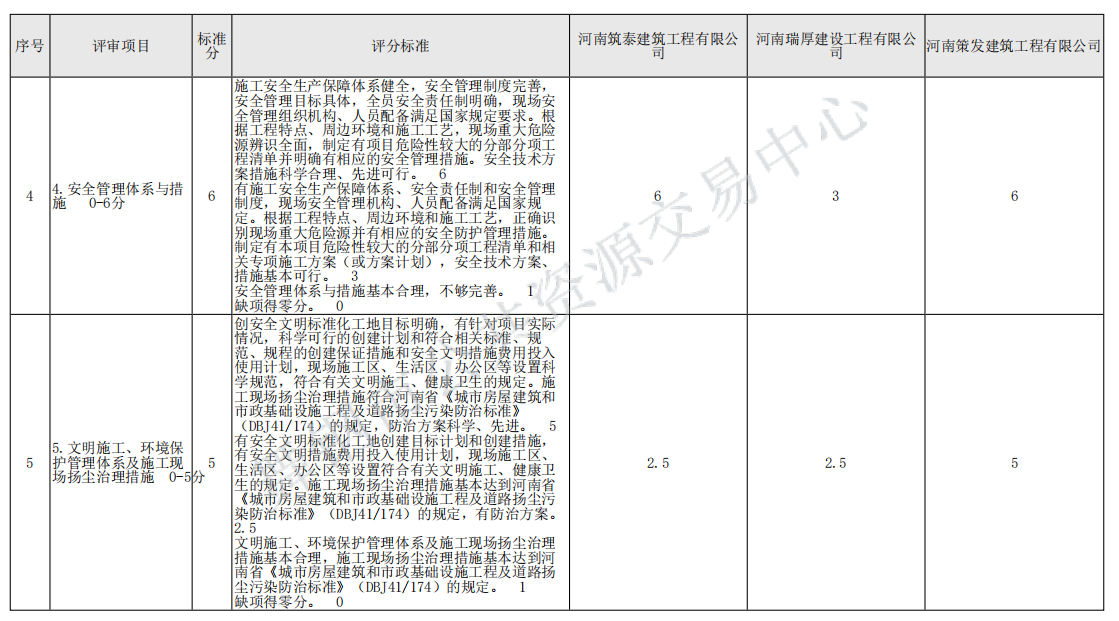 序号
评审项目
标准
分
评分标准
河南筑泰建筑工程有限公
司
河南瑞厚建设工程有限公
司
河南策发建筑工程有限公司
4
4.安全管理体系与措
施 0-6分
6
施工安全生产保障体系健全，安全管理制度完善，
安全管理目标具体，全员安全责任制明确，现场安
全管理组织机构、人员配备满足国家规定要求。根
据工程特点、周边环境和施工工艺，现场重大危险
源辨识全面，制定有项目危险性较大的分部分项工
程清单并明确有相应的安全管理措施。安全技术方
案措施科学合理、先进可行。 6
有施工安全生产保障体系、安全责任制和安全管理
制度，现场安全管理机构、人员配备满足国家规
定。根据工程特点、周边环境和施工工艺，正确识
别现场重大危险源并有相应的安全防护管理措施。
制定有本项目危险性较大的分部分项工程清单和相
关专项施工方案（或方案计划），安全技术方案、
措施基本可行。 3
安全管理体系与措施基本合理，不够完善。 1
缺项得零分。 0
6
3
6
5
5.文明施工、环境保
护管理体系及施工现
场扬尘治理措施 0-5分
5
创安全文明标准化工地目标明确，有针对项目实际
情况，科学可行的创建计划和符合相关标准、规
范、规程的创建保证措施和安全文明措施费用投入
使用计划，现场施工区、生活区、办公区等设置科
学规范，符合有关文明施工、健康卫生的规定。施
工现场扬尘治理措施符合河南省《城市房屋建筑和
市政基础设施工程及道路扬尘污染防治标准》
（DBJ41/174）的规定，防治方案科学、先进。 5
有安全文明标准化工地创建目标计划和创建措施，
有安全文明措施费用投入使用计划，现场施工区、
生活区、办公区等设置符合有关文明施工、健康卫
生的规定。施工现场扬尘治理措施基本达到河南省
《城市房屋建筑和市政基础设施工程及道路扬尘污
染防治标准》（DBJ41/174）的规定，有防治方案。
2.5
文明施工、环境保护管理体系及施工现场扬尘治理
措施基本合理，施工现场扬尘治理措施基本达到河
南省《城市房屋建筑和市政基础设施工程及道路扬
尘污染防治标准》（DBJ41/174）的规定。 1
缺项得零分。 0
2.5
2.5
5
资源交易中心